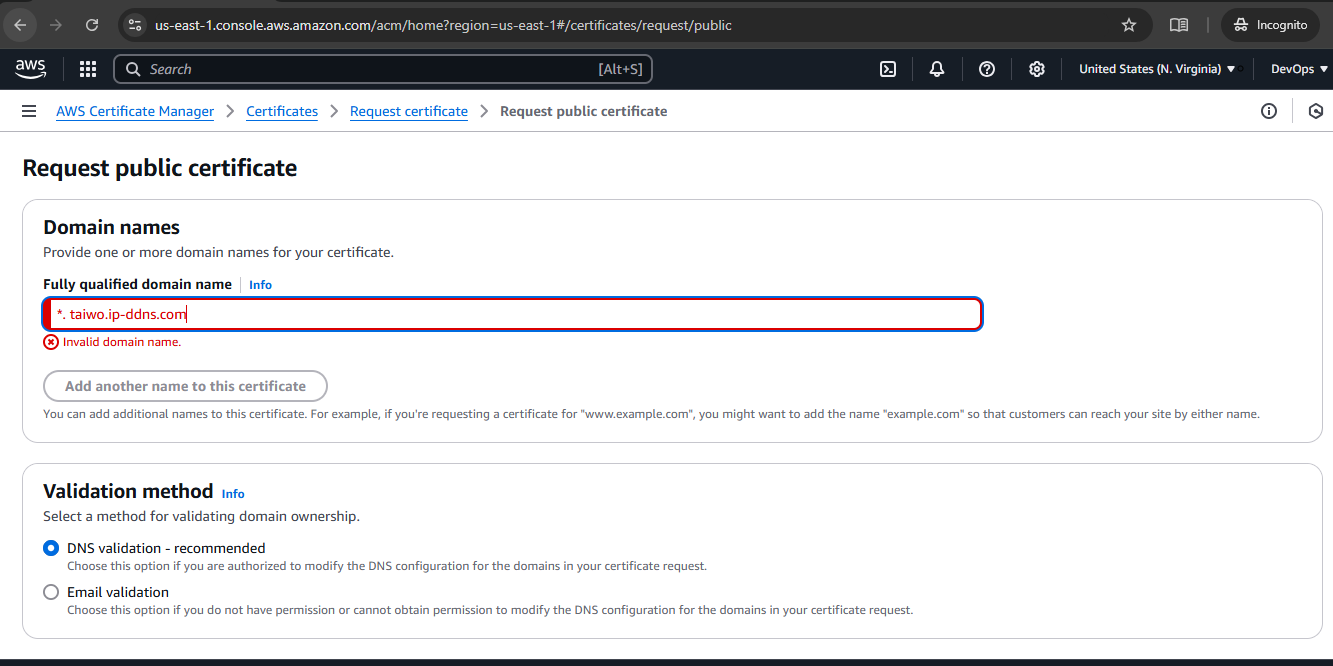 us-east-1.console.aws.amazon.com/acm/home?region=us-east-1#/certificates/request/public Incognito
aws Search [Alt+S] United States (N. Virginia) ▼ DevOps ▼
AWS Certificate Manager > Certificates > Request certificate > Request public certificate
Request public certificate
Domain names
Provide one or more domain names for your certificate.
Fully qualified domain name Info
*. taiwo.ip-ddns.com
Invalid domain name.
Add another name to this certificate
You can add additional names to this certificate. For example, if you're requesting a certificate for "www.example.com", you might want to add the name "example.com" so that customers can reach your site by either name.
Validation method Info
Select a method for validating domain ownership.
DNS validation - recommended
Choose this option if you are authorized to modify the DNS configuration for the domains in your certificate request.
Email validation
Choose this option if you do not have permission or cannot obtain permission to modify the DNS configuration for the domains in your certificate request.